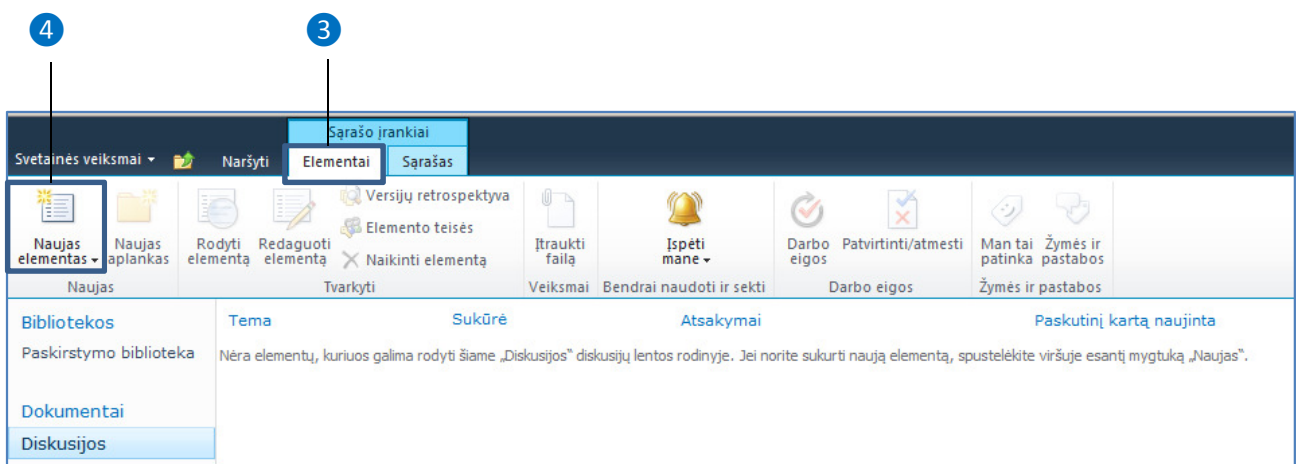 4 3
Sąrašo įrankiai
Svetainės veiksmai Naršyti Elementai Sąrašas
Naujas elementas
Naujas aplankas
Naujas
Rodyti elementą
Redaguoti elementą
Versijų retrospektyva
Elemento teisės
Naikinti elementą
Tvarkyti
Įtraukti failą
Veiksmai
Įspėti mane
Bendrai naudoti ir sekti
Darbo eigos
Patvirtinti/atmesti
Darbo eigos
Man tai patinka
Žymės ir pastabos
Žymės ir pastabos
Bibliotekos
Paskirstymo biblioteka
Dokumentai
Diskusijos
Tema Sukūrė Atsakymai Paskutinį kartą naujinta
Nėra elementų, kuriuos galima rodyti šiame „Diskusijos“ diskusijų lentos rodinyje. Jei norite sukurti naują elementą, spustelėkite viršuje esantį mygtuką „Naujas“.